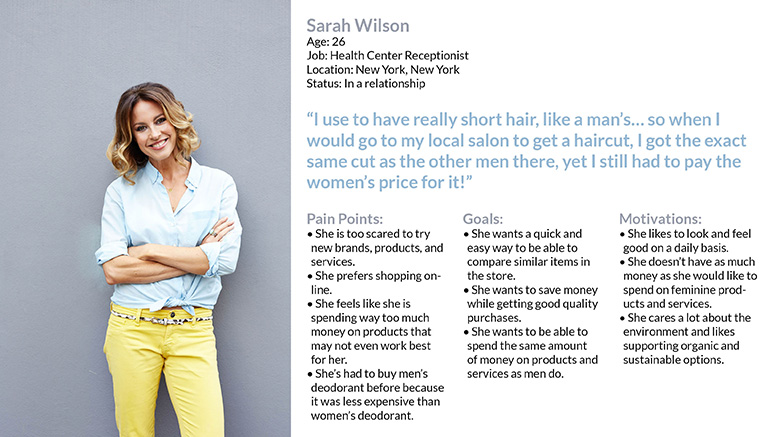 Sarah Wilson
Age: 26
Job: Health Center Receptionist
Location: New York, New York
Status: In a relationship
“I use to have really short hair, like a man’s... so when I
would go to my local salon to get a haircut, I got the exact
same cut as the other men there, yet I still had to pay the
women’s price for it!”
Pain Points:
• She is too scared to try
new brands, products, and
services.
• She prefers shopping on-
line.
• She feels like she is
spending way too much
money on products that
may not even work best
for her.
• She’s had to buy men’s
deodorant before because
it was less expensive than
women’s deodorant.
Goals:
• She wants a quick and
easy way to be able to
compare similar items in
the store.
• She wants to save money
while getting good quality
purchases.
• She wants to be able to
spend the same amount
of money on products and
services as men do.
Motivations:
• She likes to look and feel
good on a daily basis.
• She doesn’t have as much
money as she would like to
spend on feminine prod-
ucts and services.
• She cares a lot about the
environment and likes
supporting organic and
sustainable options.